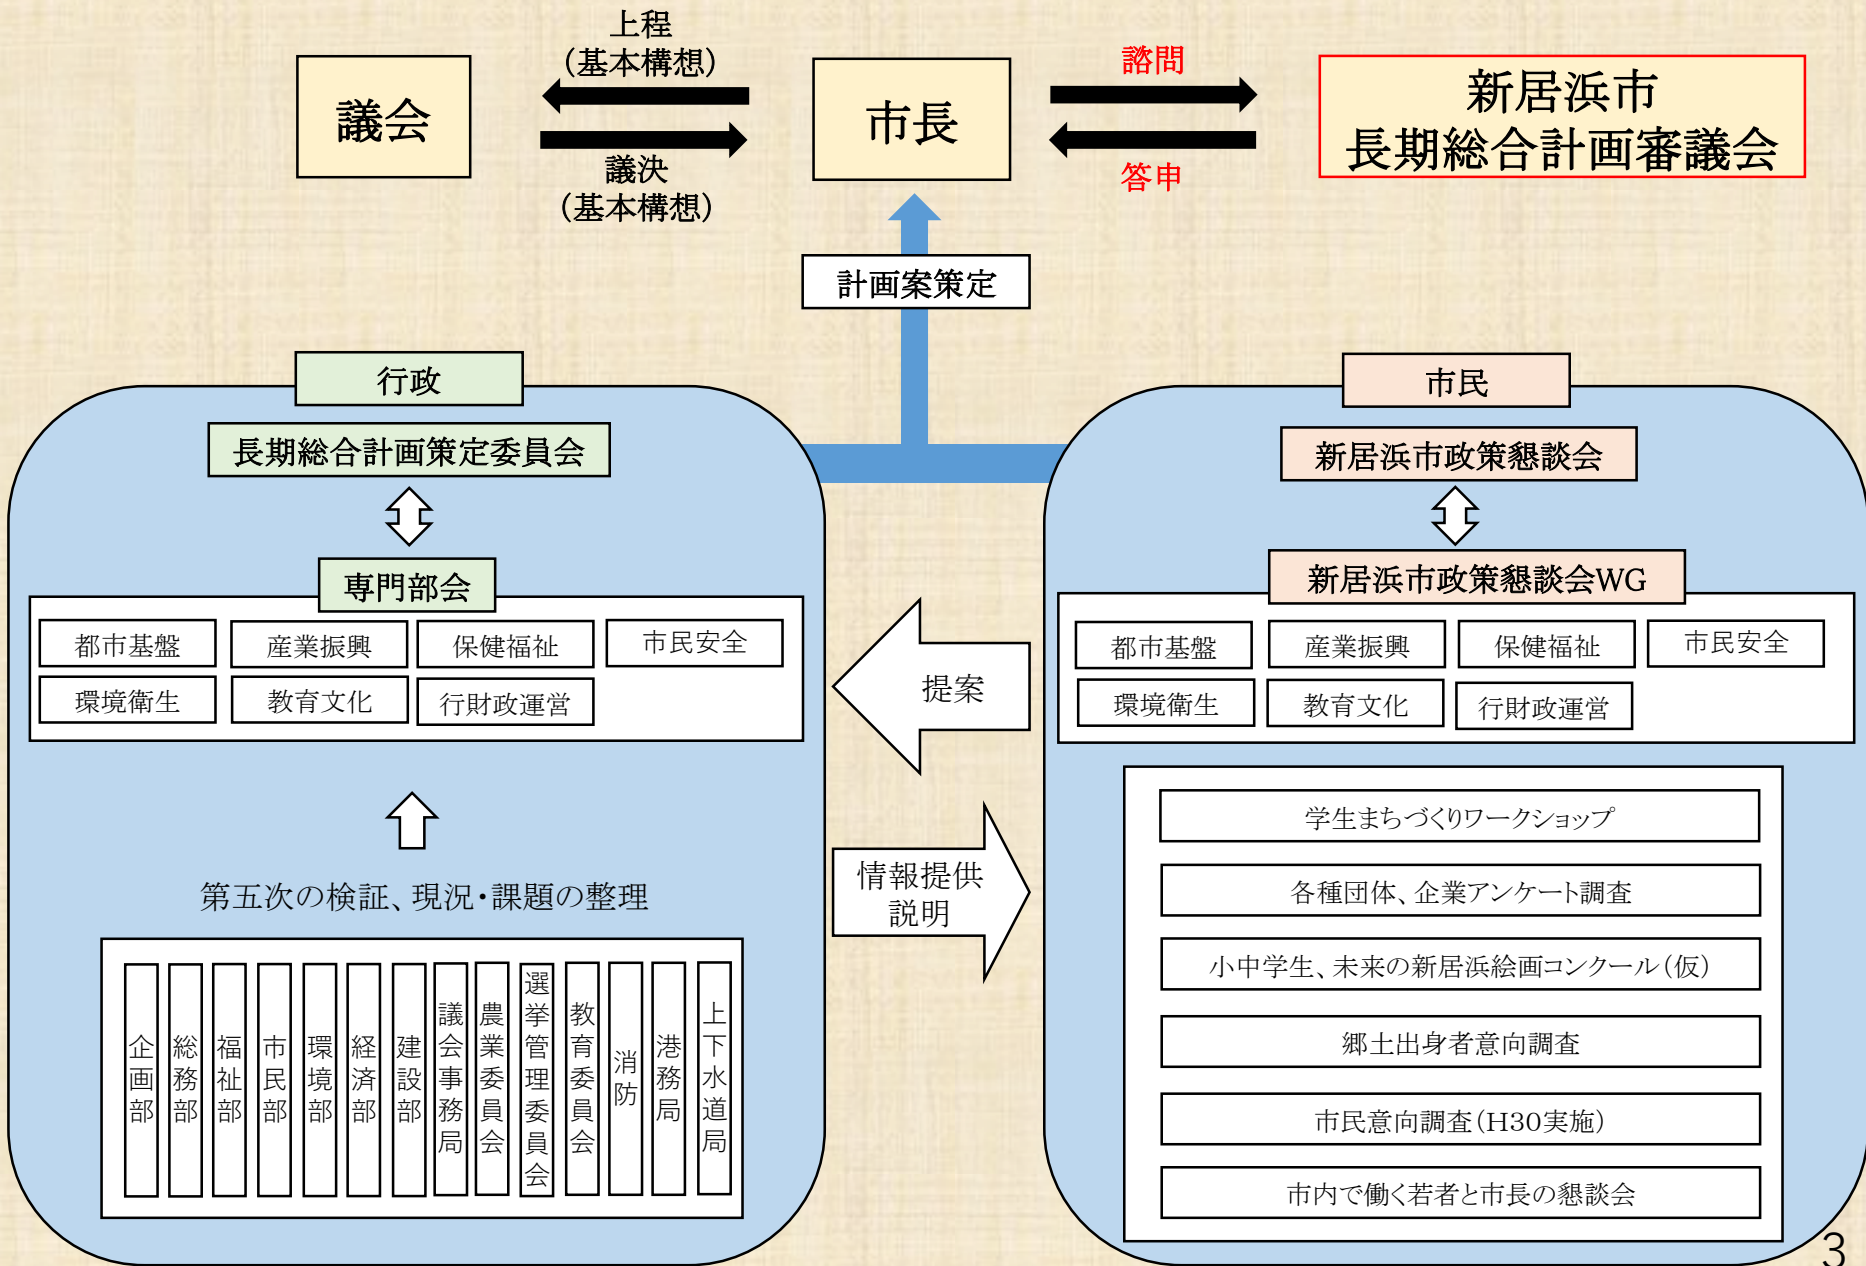 上程
(基本構想)
議会
議決
(基本構想)
市長
諮問
答申
新居浜市
長期総合計画審議会
計画案策定
行政
長期総合計画策定委員会
専門部会
都市基盤
産業振興
保健福祉
市民安全
環境衛生
教育文化
行財政運営
第五次の検証、現況・課題の整理
企画部
総務部
福祉部
市民部
環境部
経済部
建設部
議会事務局
農業委員会
選挙管理委員会
教育委員会
消防
港務局
上下水道局
提案
情報提供
説明
市民
新居浜市政策懇談会
新居浜市政策懇談会WG
都市基盤
産業振興
保健福祉
市民安全
環境衛生
教育文化
行財政運営
学生まちづくりワークショップ
各種団体、企業アンケート調査
小中学生、未来の新居浜絵画コンクール(仮)
郷土出身者意向調査
市民意向調査(H30実施)
市内で働く若者と市長の懇談会
3